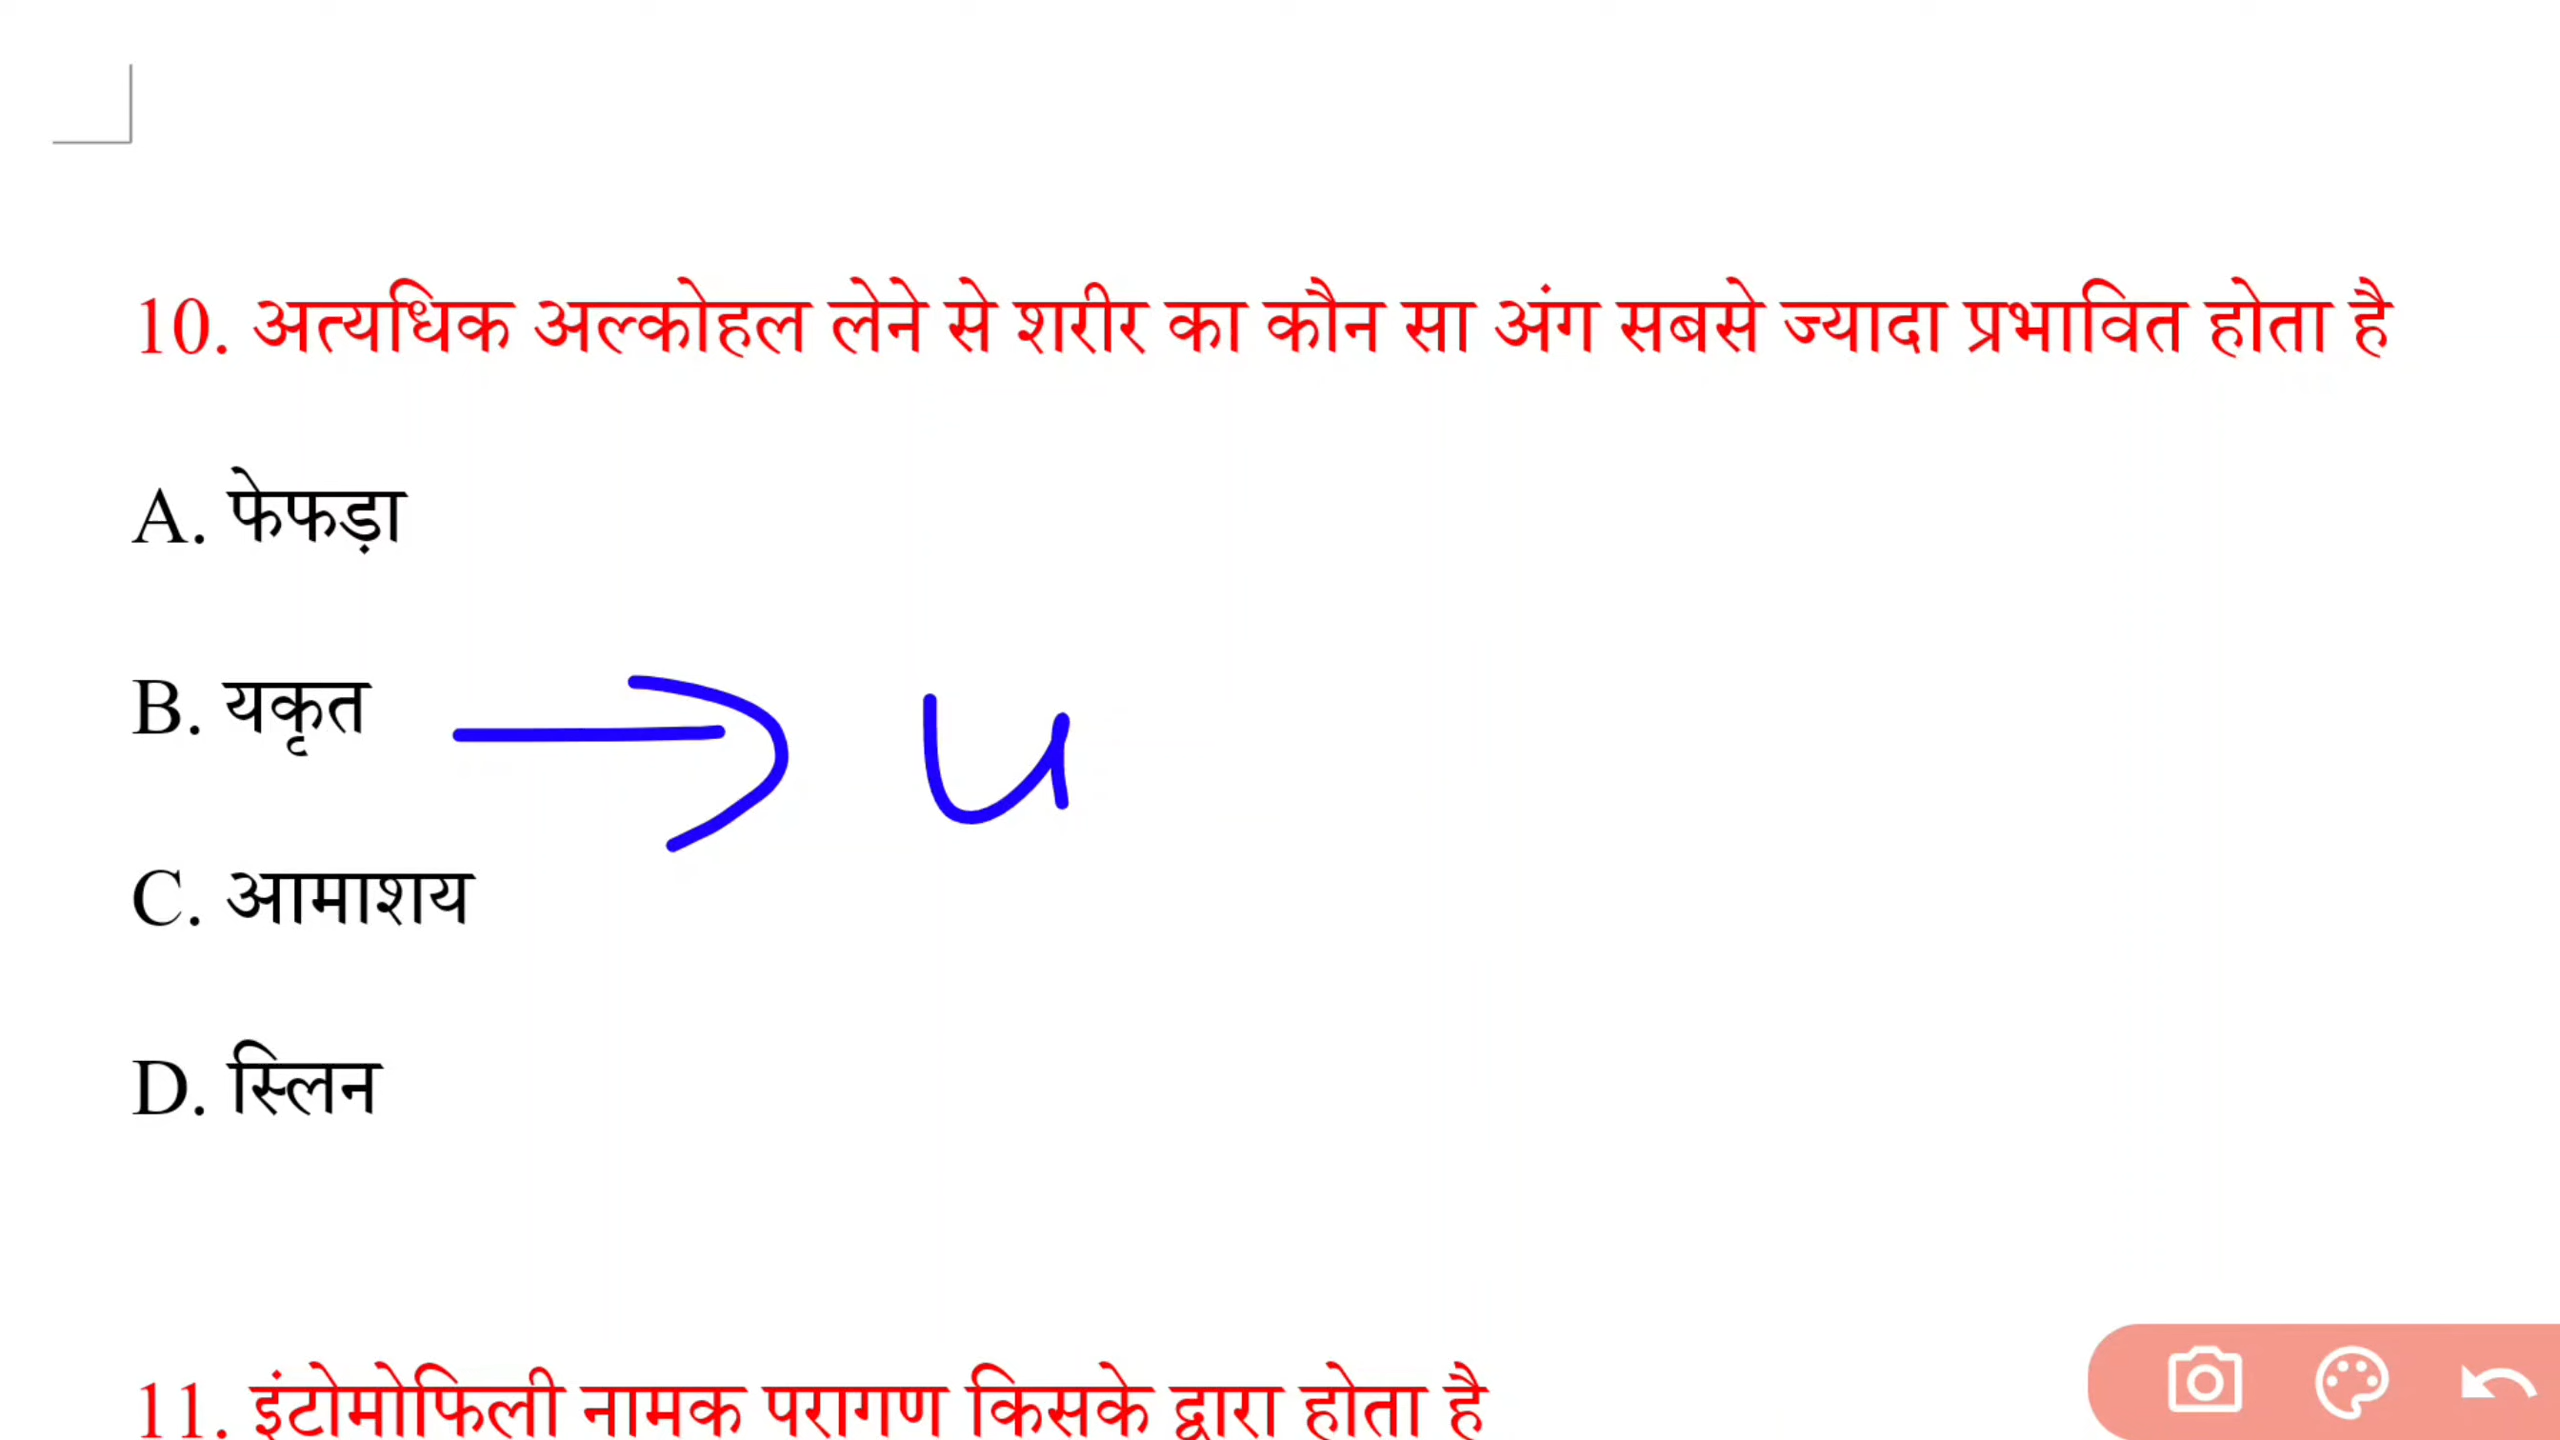 10. अत्यधिक अल्कोहल लेने से शरीर का कौन सा अंग सबसे ज्यादा प्रभावित होता है
A. फेफड़ा
B. यकृत
C. आमाशय
D. स्लिन
11. इंटोमोफिली नामक परागण किसके द्वारा होता है